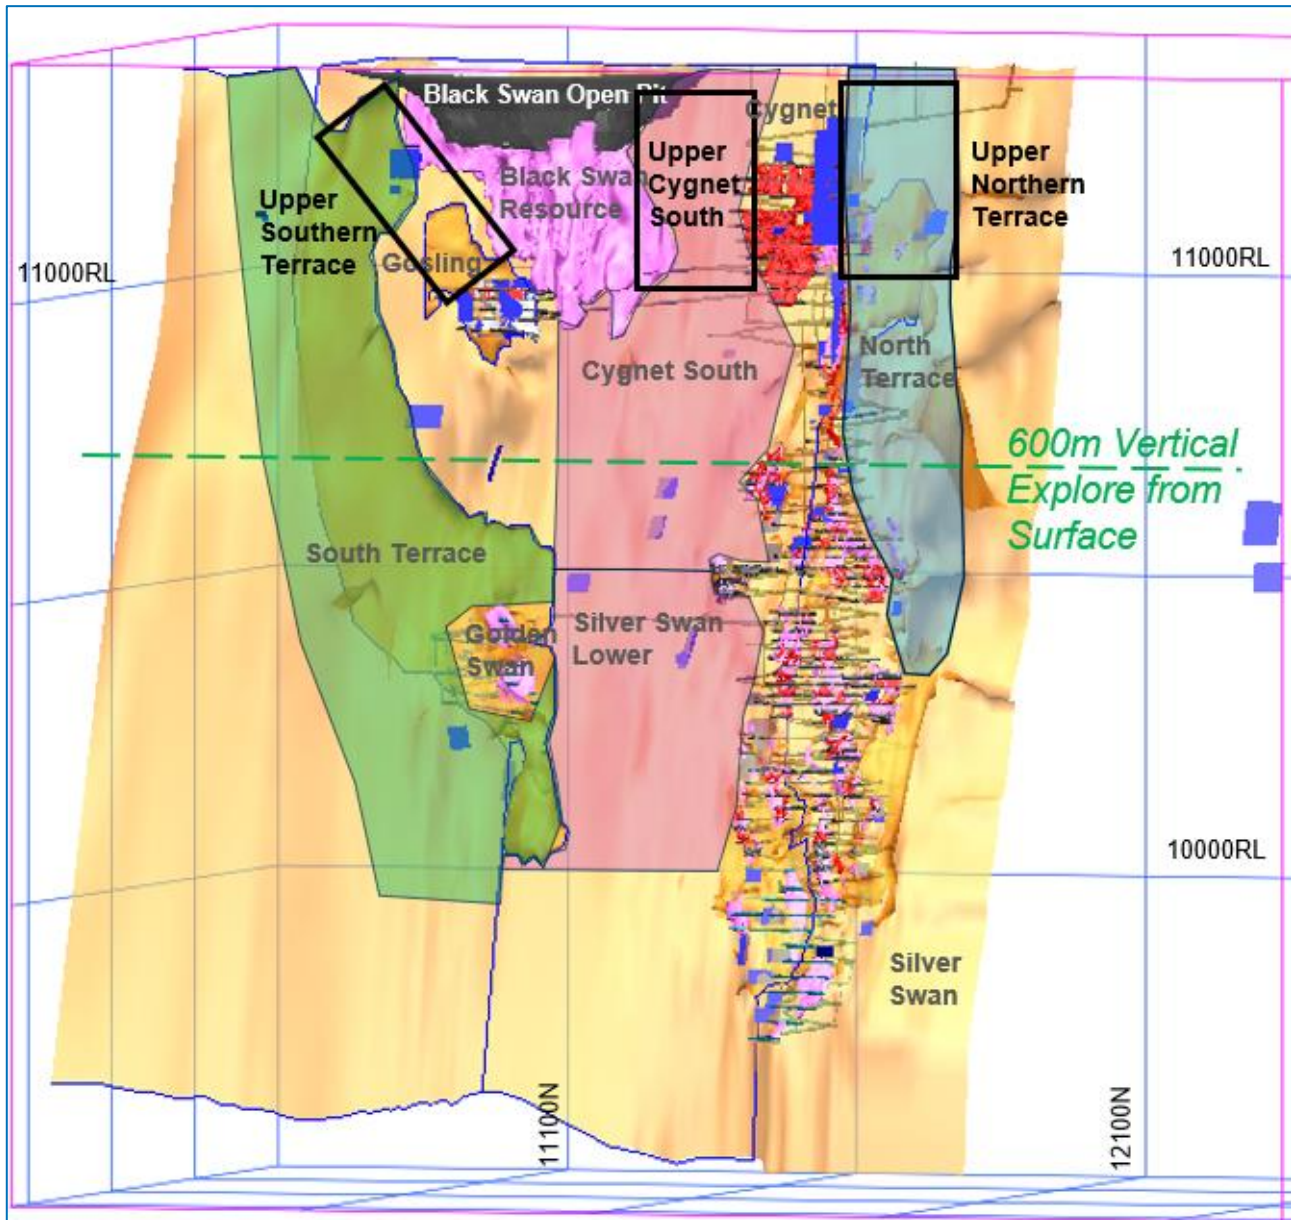 Black Swan Open Pit
Cygnet
Upper
Cygnet
South
Upper
Northern
Terrace
Black Swan
Resource
Upper
Southern
Terrace
Gosling
11000RL
11000RL
North
Terrace
Cygnet South
600m Vertical
Explore from
Surface
South Terrace
Golden
Swan
Silver Swan
Lower
10000RL
Silver
Swan
11100N
12100N